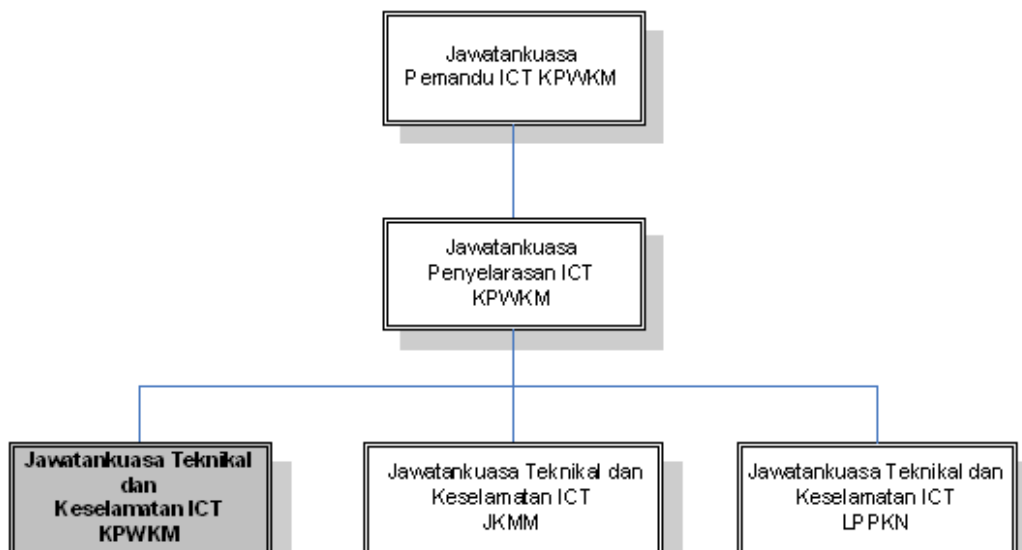 Jawatankuasa
Pemandu ICT KPWKM
Jawatankuasa
Penyelarasan ICT
KPWKM
Jawatankuasa Teknikal
dan
Keselamatan ICT
KPWKM
Jawatankuasa Teknikal dan
Keselamatan ICT
JKMM
Jawatankuasa Teknikal dan
Keselamatan ICT
LPPKN